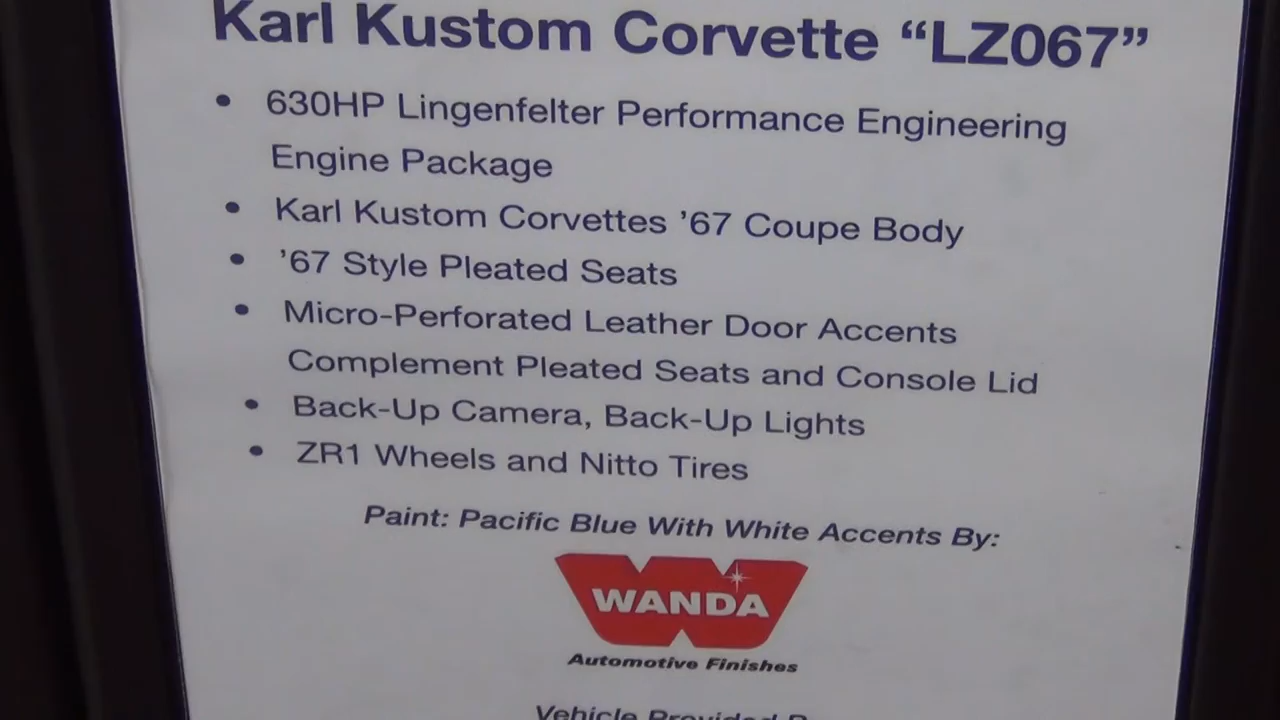 Karl Kustom Corvette “LZ067”
• 630HP Lingenfelter Performance Engineering
Engine Package
• Karl Kustom Corvettes ’67 Coupe Body
• ’67 Style Pleated Seats
• Micro-Perforated Leather Door Accents
Complement Pleated Seats and Console Lid
• Back-Up Camera, Back-Up Lights
• ZR1 Wheels and Nitto Tires
Paint: Pacific Blue With White Accents By:
WANDA
Automotive Finishes
Vehicle Provided